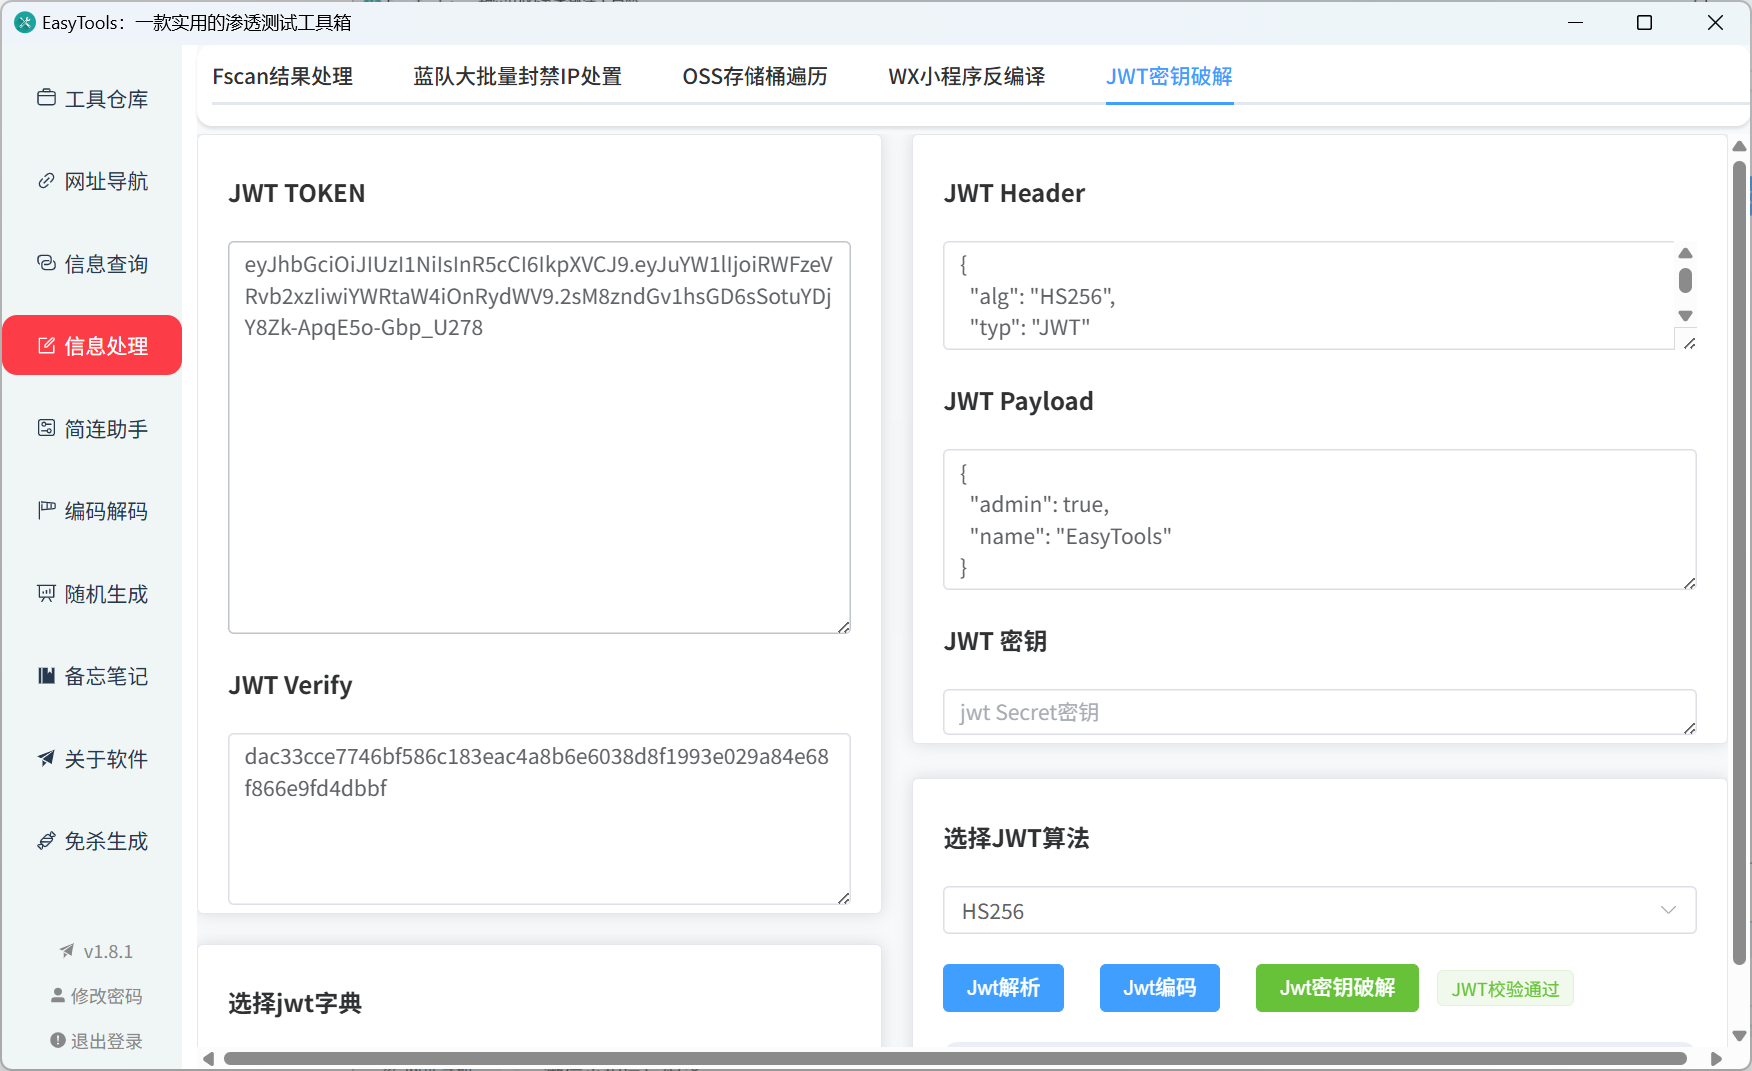 EasyTools：一款实用的渗透测试工具箱
工具仓库
网址导航
信息查询
信息处理
简连助手
编码解码
随机生成
备忘笔记
关于软件
免杀生成
v1.8.1
修改密码
退出登录
Fscan结果处理
蓝队大批量封禁IP处置
OSS存储桶遍历
WX小程序反编译
JWT密钥破解
JWT TOKEN
eyJhbGciOiJIUzI1NiIsInR5cCI6IkpXVCJ9.eyJuYW1lIjoiRWFzeV
Rvb2xzIiwiYWRtaW4iOnRydWV9.2sM8zndGv1hsGD6sSotuYDj
Y8Zk-ApqE5o-Gbp_U278
JWT Verify
dac33cce7746bf586c183eac4a8b6e6038d8f1993e029a84e68
f866e9fd4dbbf
选择jwt字典
JWT Header
{
"alg": "HS256",
"typ": "JWT"
JWT Payload
{
"admin": true,
"name": "EasyTools"
}
JWT 密钥
jwt Secret密钥
选择JWT算法
HS256
Jwt解析
Jwt编码
Jwt密钥破解
JWT校验通过